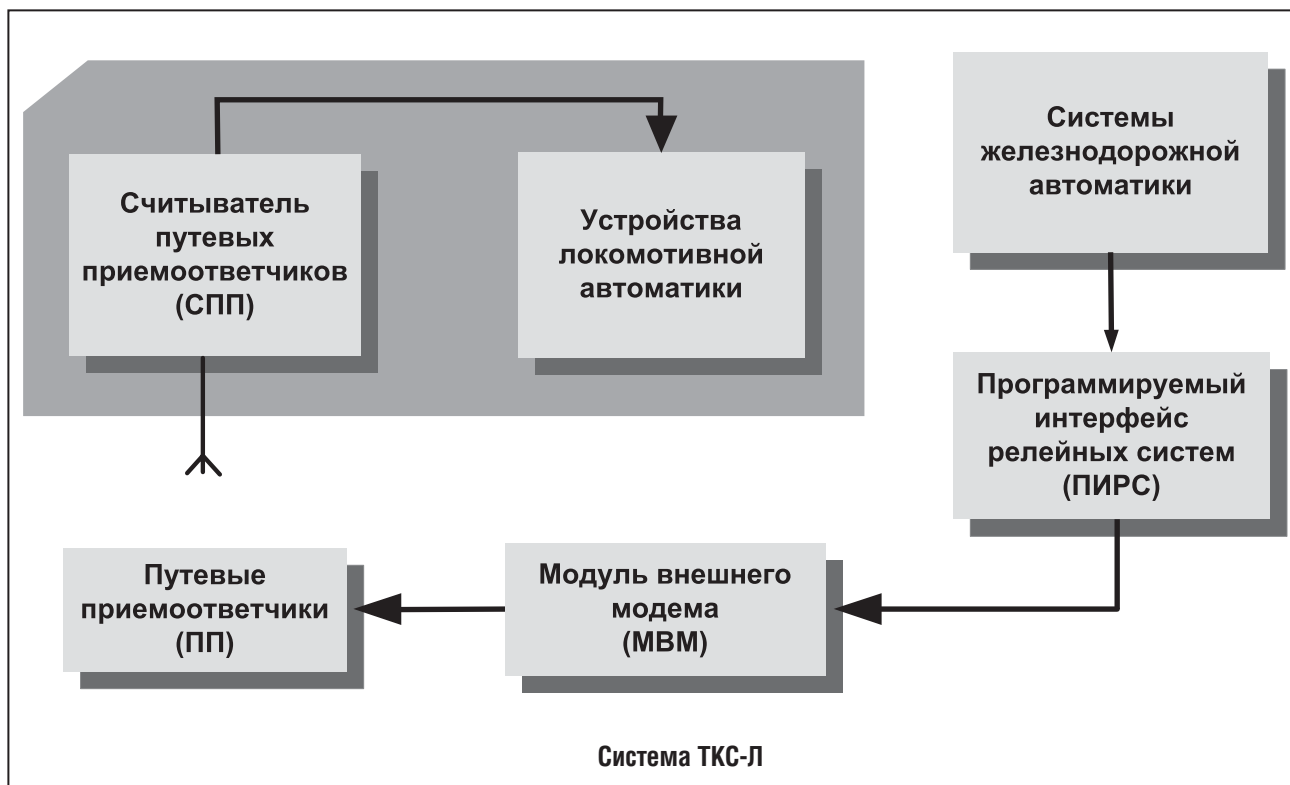 Считыватель
путевых
приемоответчиков
(СПП)
Устройства
локомотивной
автоматики
Системы
железнодорожной
автоматики
Программируемый
интерфейс
релейных систем
(ПИРС)
Путевые
приемоответчики
(ПП)
Модуль внешнего
модема
(МВМ)
Система ТКС-Л